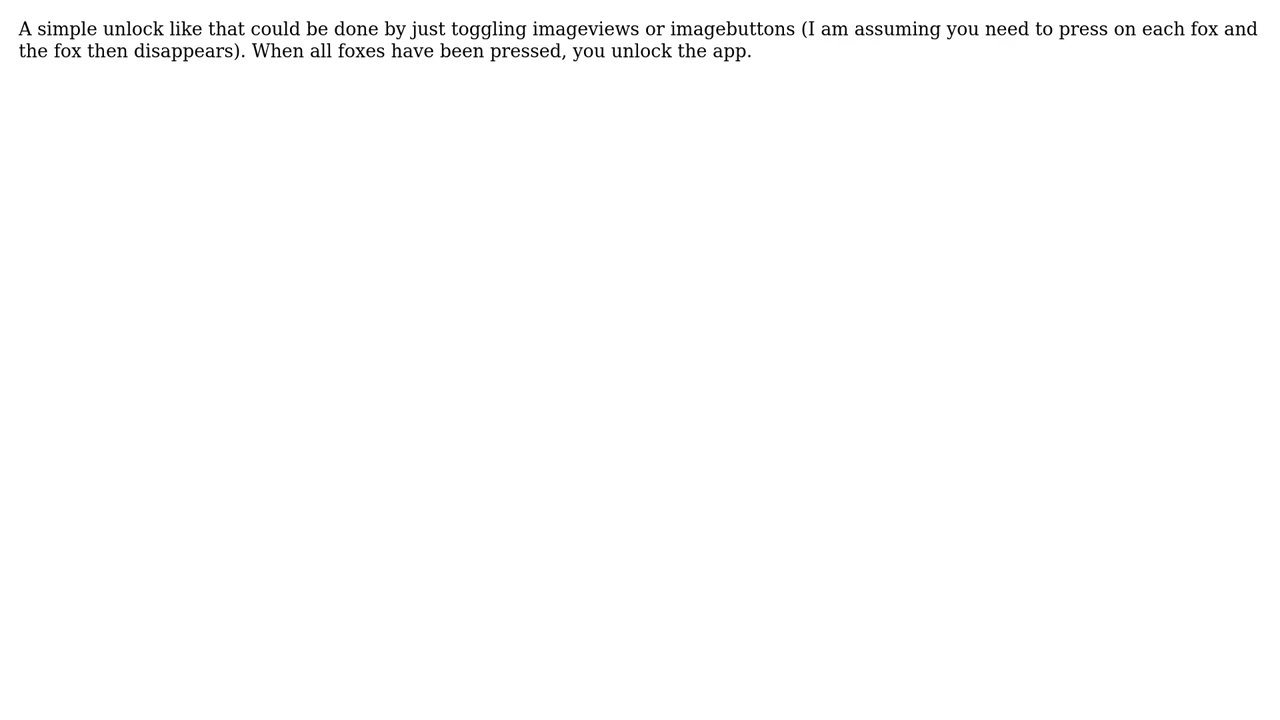 A simple unlock like that could be done by just toggling imageviews or imagebuttons (I am assuming you need to press on each fox and
the fox then disappears). When all foxes have been pressed, you unlock the app.